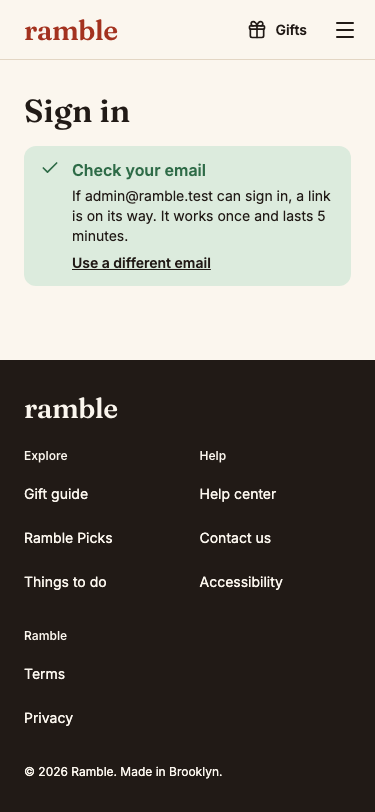 ramble
Gifts
Sign in
Check your email
If admin@ramble.test can sign in, a link
is on its way. It works once and lasts 5
minutes.
Use a different email
ramble
Explore
Gift guide
Ramble Picks
Things to do
Help
Help center
Contact us
Accessibility
Ramble
Terms
Privacy
© 2026 Ramble. Made in Brooklyn.